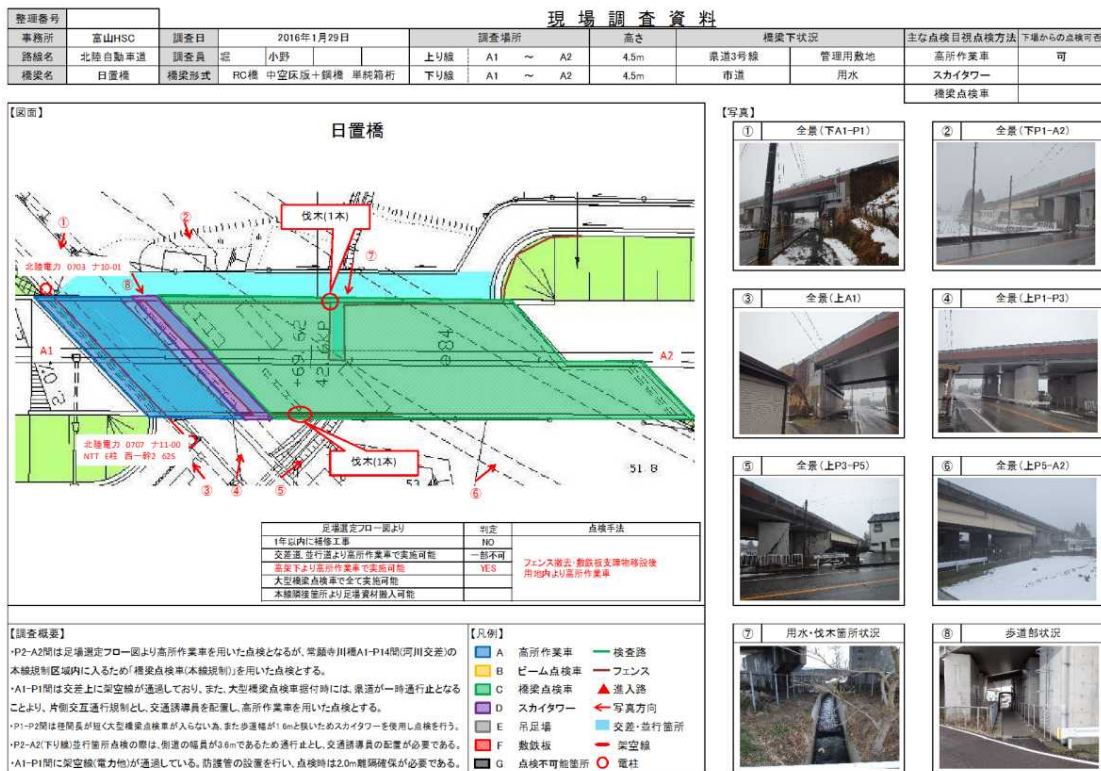 現場調査資料
整理番号
事務所 富山HSC 調査日 2016年1月29日 調査場所 高さ 橋梁下状況 主な点検目視点検方法 下場からの点検可否
路線名 北陸自動車道 調査員 堀 小野 上り線 A1 ～ A2 4.5m 県道3号線 管理用敷地 高所作業車 可
橋梁名 日置橋 橋梁形式 RC橋 中空床版+鋼橋 単純箱桁 下り線 A1 ～ A2 4.5m 市道 用水 スカイタワー
橋梁点検車
【図面】
日置橋
伐木(1本)
① ② ⑦
北陸電力 0703 ナ10-01
⑧
A1
A2
伐木(1本)
北陸電力 0707 ナ11-00
NTT E柱 西一幹2 62S
51.8
③ ④ ⑤ ⑥
足場選定フロー図より 判定 点検手法
1年以内に補修工事 NO
交差道、並行道より高所作業車で実施可能 一部不可
高架下より高所作業車で実施可能 YES
大型橋梁点検車で全て実施可能
本線隣接箇所より足場資材搬入可能
フェンス撤去・敷鉄板支障物移設後
用地内より高所作業車
【調査概要】
・P2-A2間は足場選定フロー図より高所作業車を用いた点検となるが、常願寺川橋A1-P14間(河川交差)の
本線規制区域内に入るため「橋梁点検車(本線規制)」を用いた点検とする。
・A1-P1間は交差上に架空線が通過しており、また、大型橋梁点検車据付時には、県道が一時通行止となる
ことより、片側交互通行規制とし、交通誘導員を配置し、高所作業車を用いた点検とする。
・P1-P2間は径間長が短く大型橋梁点検車が入らない為、また歩道幅が1.6mと狭いためスカイタワーを使用し点検を行う。
・P2-A2(下り線)並行箇所点検の際は、側道の幅員が3.6mであるため通行止とし、交通誘導員の配置が必要である。
・A1-P1間に架空線(電力他)が通過している。防護管の設置を行い、点検時は2.0m離隔確保が必要である。
【凡例】
A 高所作業車 検査路
B ビーム点検車 フェンス
C 橋梁点検車 進入路
D スカイタワー 写真方向
E 吊足場 交差・並行箇所
F 敷鉄板 架空線
G 点検不可能箇所 電柱
【写真】
① 全景(下A1-P1)
② 全景(下P1-A2)
③ 全景(上A1)
④ 全景(上P1-P3)
⑤ 全景(上P3-P5)
⑥ 全景(上P5-A2)
⑦ 用水・伐木箇所状況
⑧ 歩道部状況